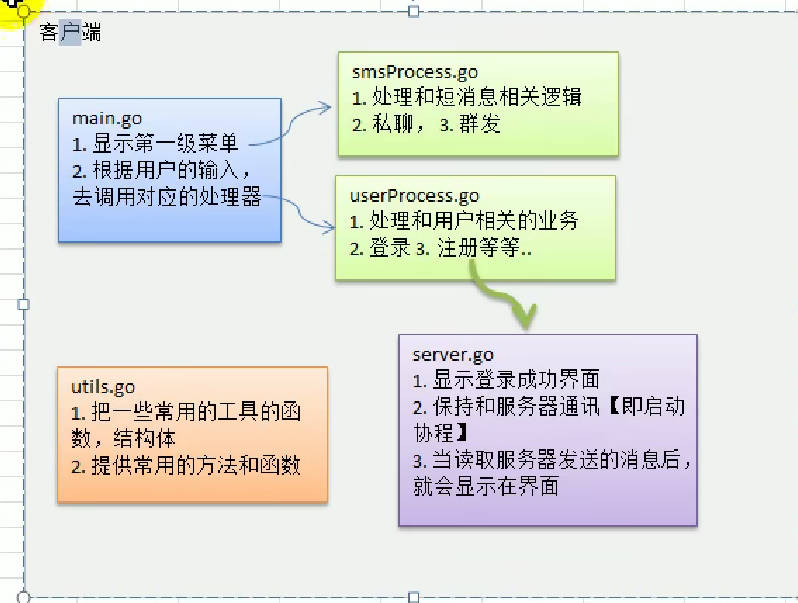 客户端
main.go
1. 显示第一级菜单
2. 根据用户的输入,
去调用对应的处理器
smsProcess.go
1. 处理和短消息相关逻辑
2. 私聊, 3. 群发
userProcess.go
1. 处理和用户相关的业务
2. 登录 3. 注册等等..
utils.go
1. 把一些常用的工具的函
数,结构体
2. 提供常用的方法和函数
server.go
1. 显示登录成功界面
2. 保持和服务器通讯【即启动
协程】
3. 当读取服务器发送的消息后,
就会显示在界面